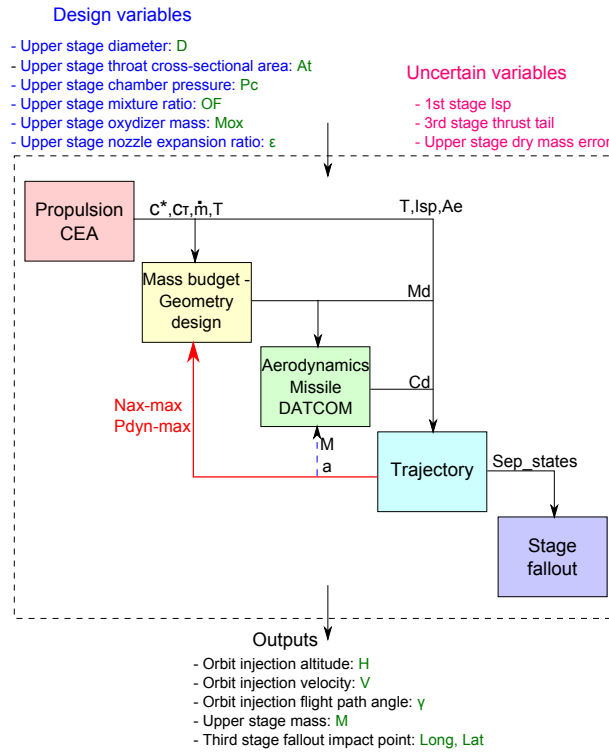 Design variables
- Upper stage diameter: D
- Upper stage throat cross-sectional area: At
- Upper stage chamber pressure: Pc
- Upper stage mixture ratio: OF
- Upper stage oxydizer mass: Mox
- Upper stage nozzle expansion ratio: ε
Uncertain variables
- 1st stage Isp
- 3rd stage thrust tail
- Upper stage dry mass error
Propulsion
CEA
c*,cт,ṁ,T
T,Isp,Ae
Mass budget -
Geometry
design
Md
Aerodynamics
Missile
DATCOM
Cd
Nax-max
Pdyn-max
M
a
Trajectory
Sep_states
Stage
fallout
Outputs
- Orbit injection altitude: H
- Orbit injection velocity: V
- Orbit injection flight path angle: γ
- Upper stage mass: M
- Third stage fallout impact point: Long, Lat